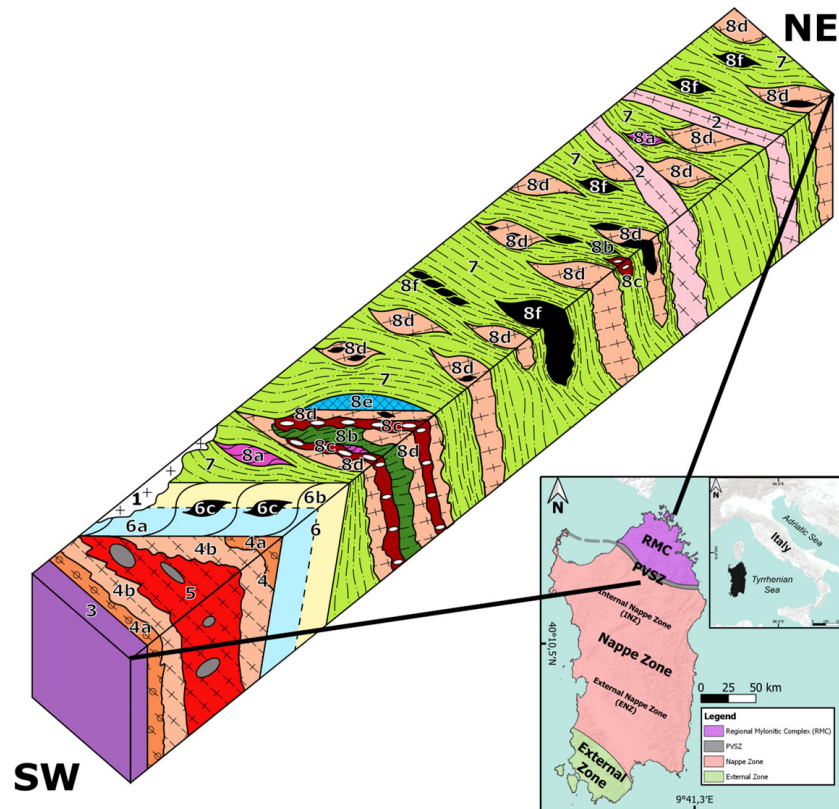 NE
8d
8f
7
8f
8d
2
7
8a
8d
7
8d
2
8d
8f
8d
8b
8d
8c
7
8d
8f
8f
8d
8d
8d
8d
7
8e
8d
8c
8b
8d
8c
8d
8a
7
1
6b
6c
6c
6
6a
4b
4a
4
5
4b
3
4a
SW
N
RMC
PVSZ
Internal Nappe Zone
(INZ)
Nappe Zone
External Nappe Zone
(ENZ)
External
Zone
40°10,5'N
9°41,3'E
0 25 50 km
Legend
Regional Mylonitic Complex (RMC)
PVSZ
Nappe Zone
External Zone
N
Italy
Adriatic Sea
Tyrrhenian
Sea